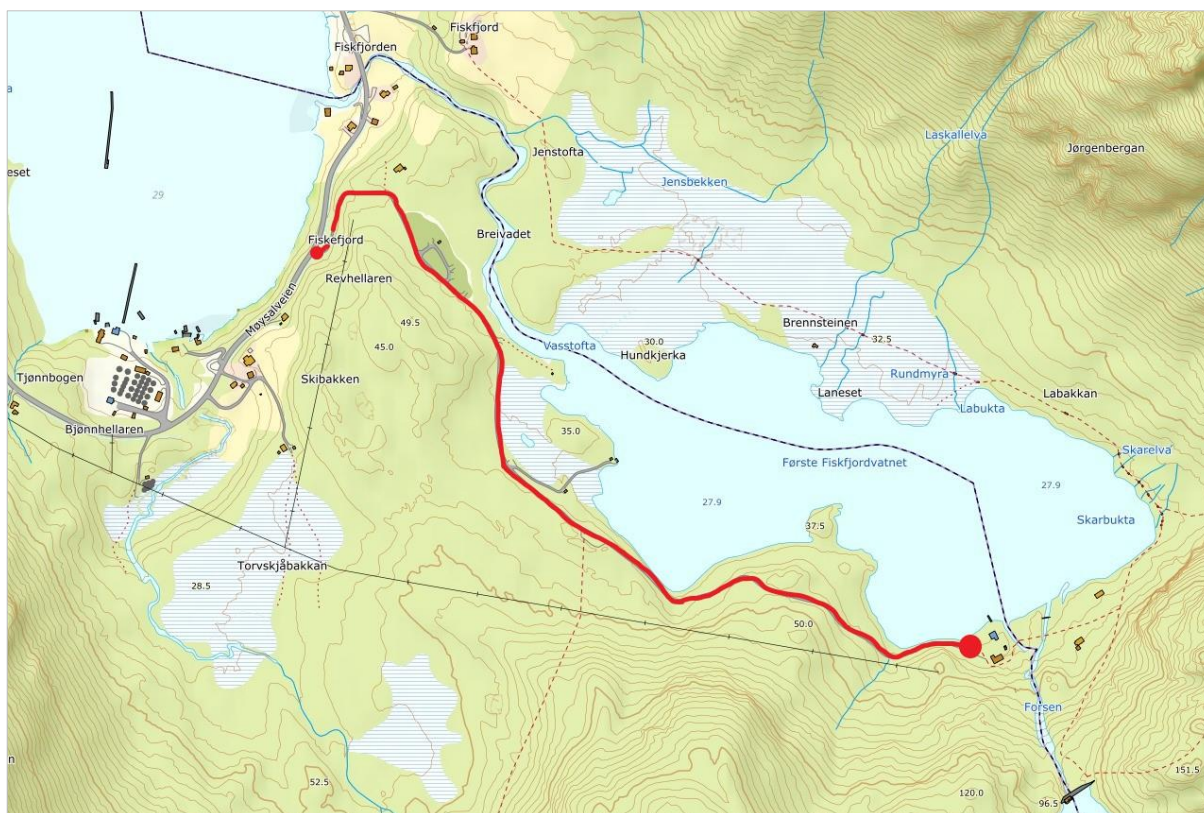 Fiskfjord
Fiskfjorden
Laskallelva
Jørgenbergan
Jenstofta
eset
Jensbekken
29
Breivadet
Fiskefjord
Revhellaren
Møysalveien
49.5
Brennsteinen
45.0
Vasstofta
30.0
32.5
Hundkjerka
Rundmyra
Tjønnbogen
Skibakken
Laneset
Labukta
Labakkan
Bjønnhellaren
35.0
Skarelva
Første Fiskfjordvatnet
27.9
27.9
Skarbukta
37.5
Torvskjåbakkan
28.5
50.0
Forsen
n
52.5
120.0
151.5
96.5